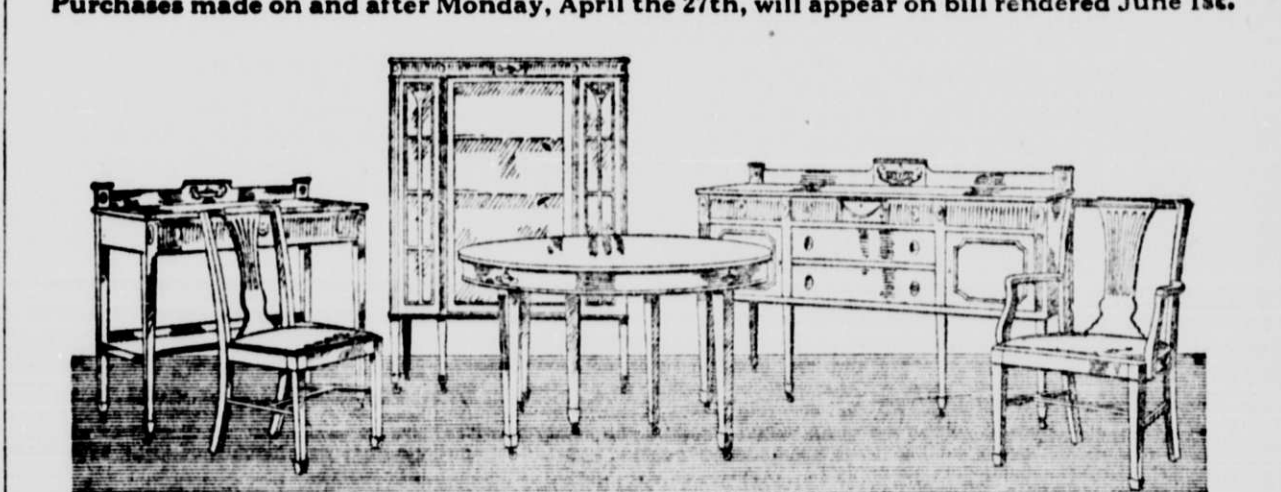 Purchases made on and after Monday, April the 27th, will appear on bill rendered June 1st.